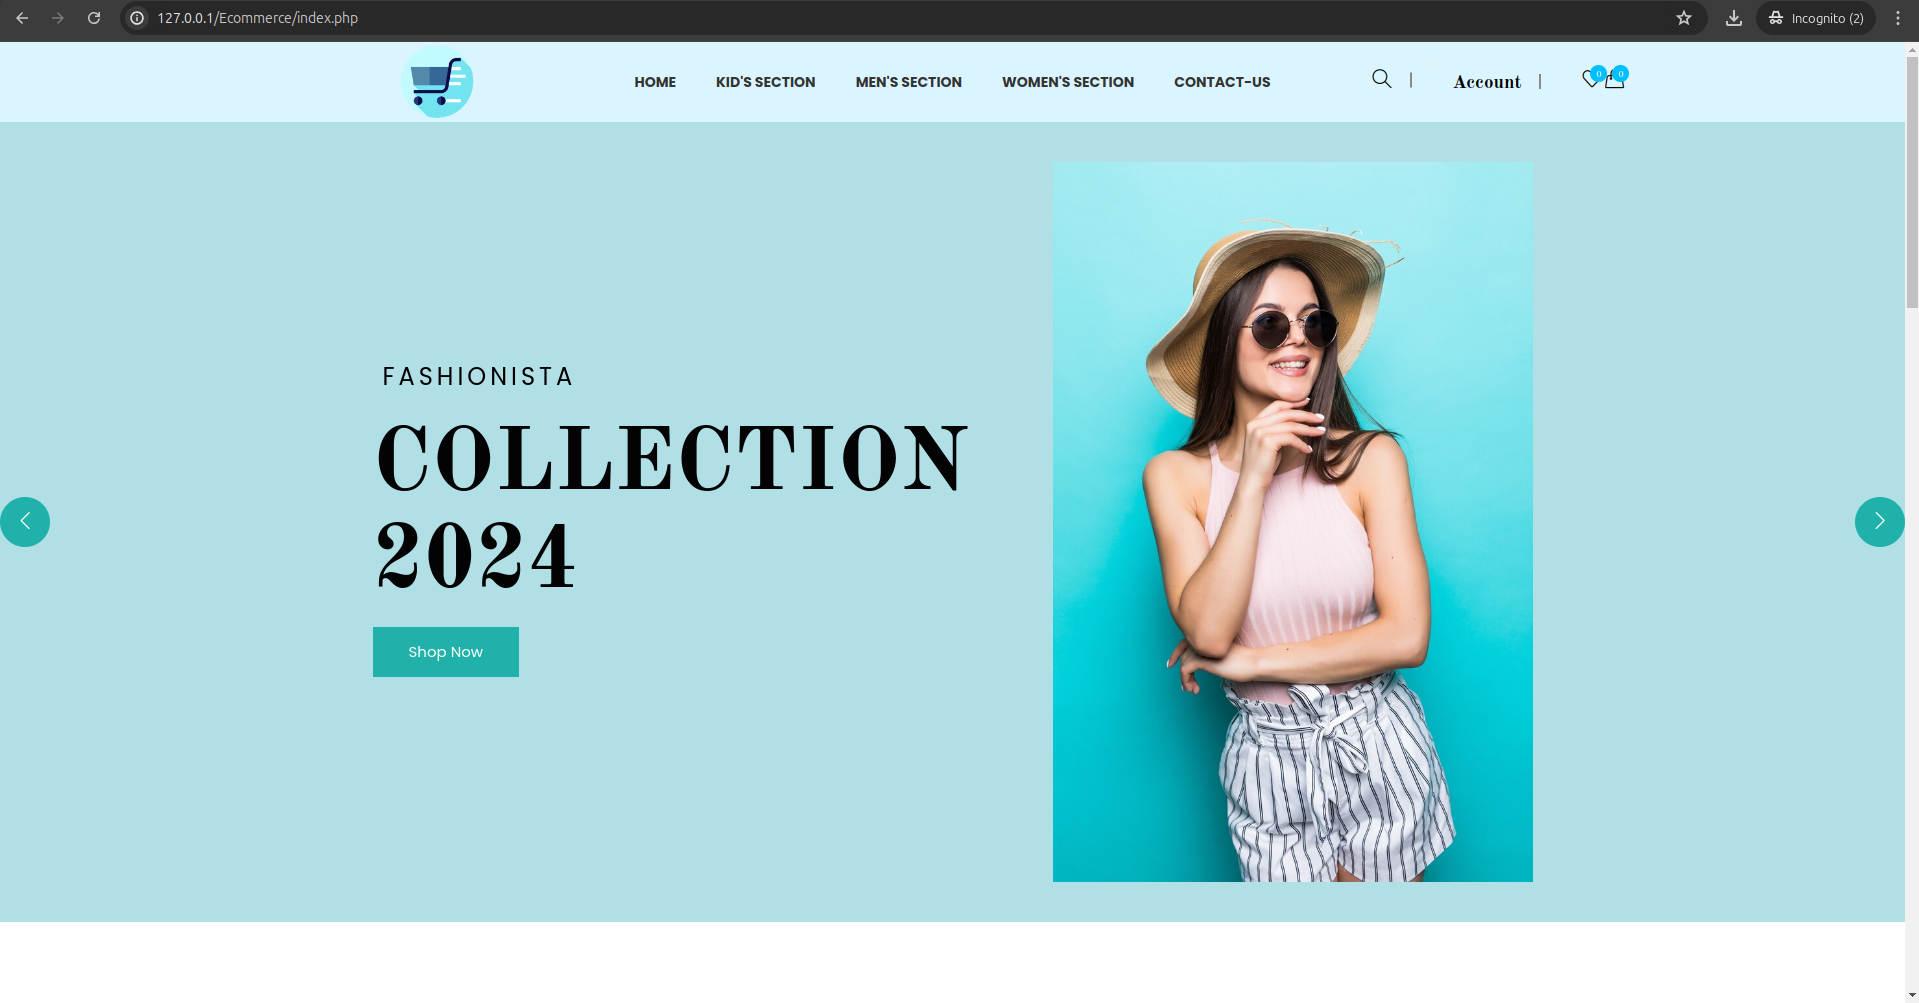 127.0.0.1/Ecommerce/index.php
Incognito (2)
HOME KID'S SECTION MEN'S SECTION WOMEN'S SECTION CONTACT-US | Account | 0 0
FASHIONISTA
COLLECTION
2024
Shop Now